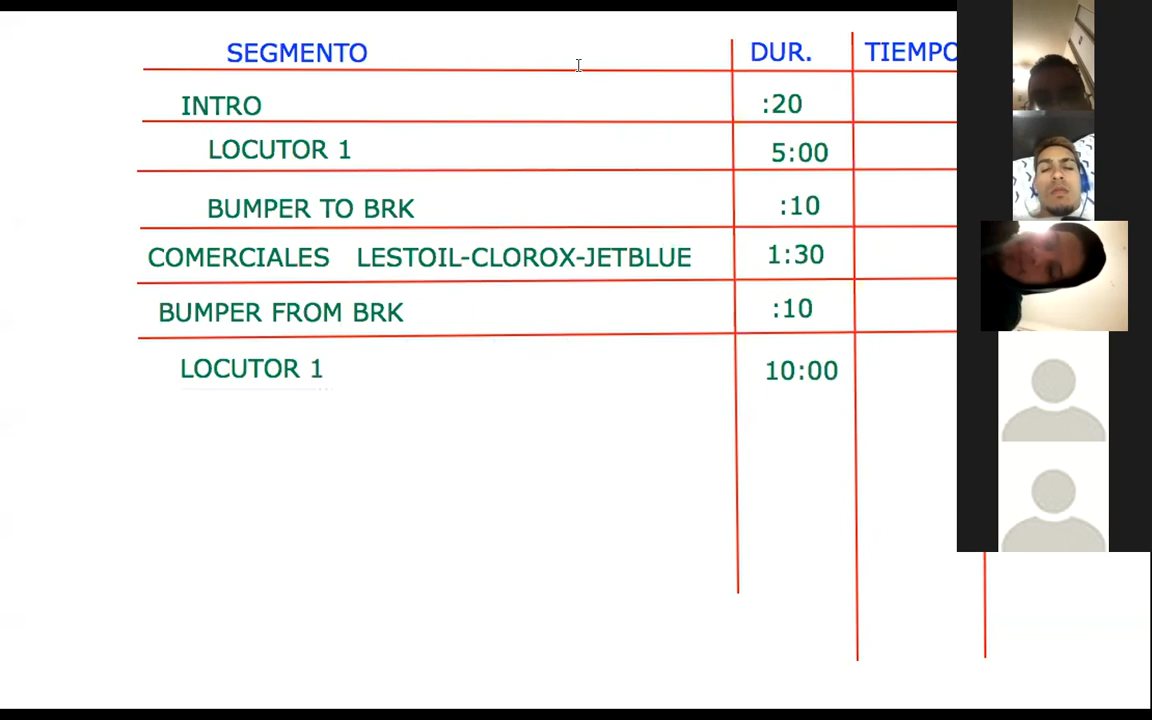 SEGMENTO DUR. TIEMPO
INTRO :20
LOCUTOR 1 5:00
BUMPER TO BRK :10
COMERCIALES LESTOIL-CLOROX-JETBLUE 1:30
BUMPER FROM BRK :10
LOCUTOR 1 10:00